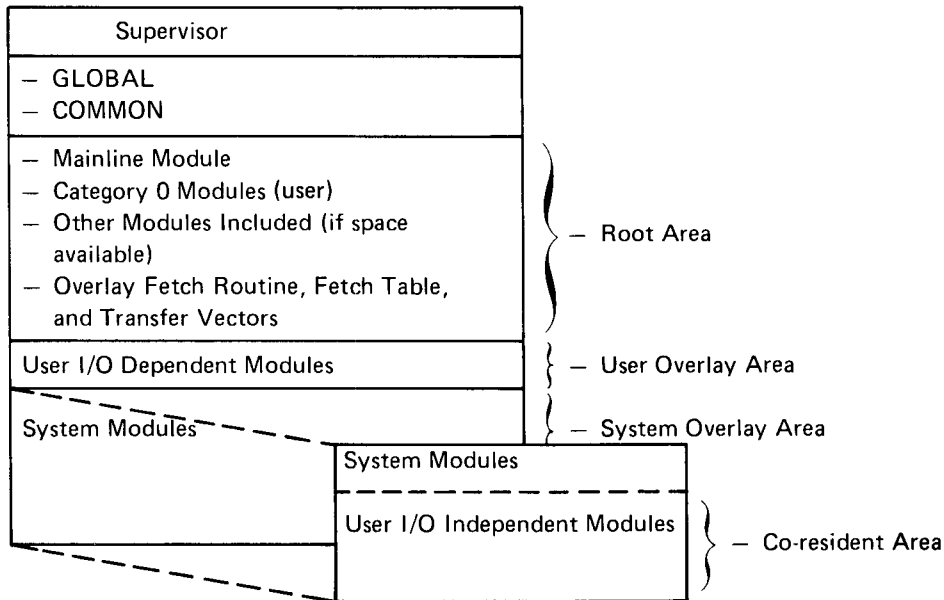 Supervisor
– GLOBAL
– COMMON
– Mainline Module
– Category 0 Modules (user)
– Other Modules Included (if space
available)
– Overlay Fetch Routine, Fetch Table,
and Transfer Vectors
– Root Area
User I/O Dependent Modules
– User Overlay Area
System Modules
– System Overlay Area
System Modules
User I/O Independent Modules
– Co-resident Area